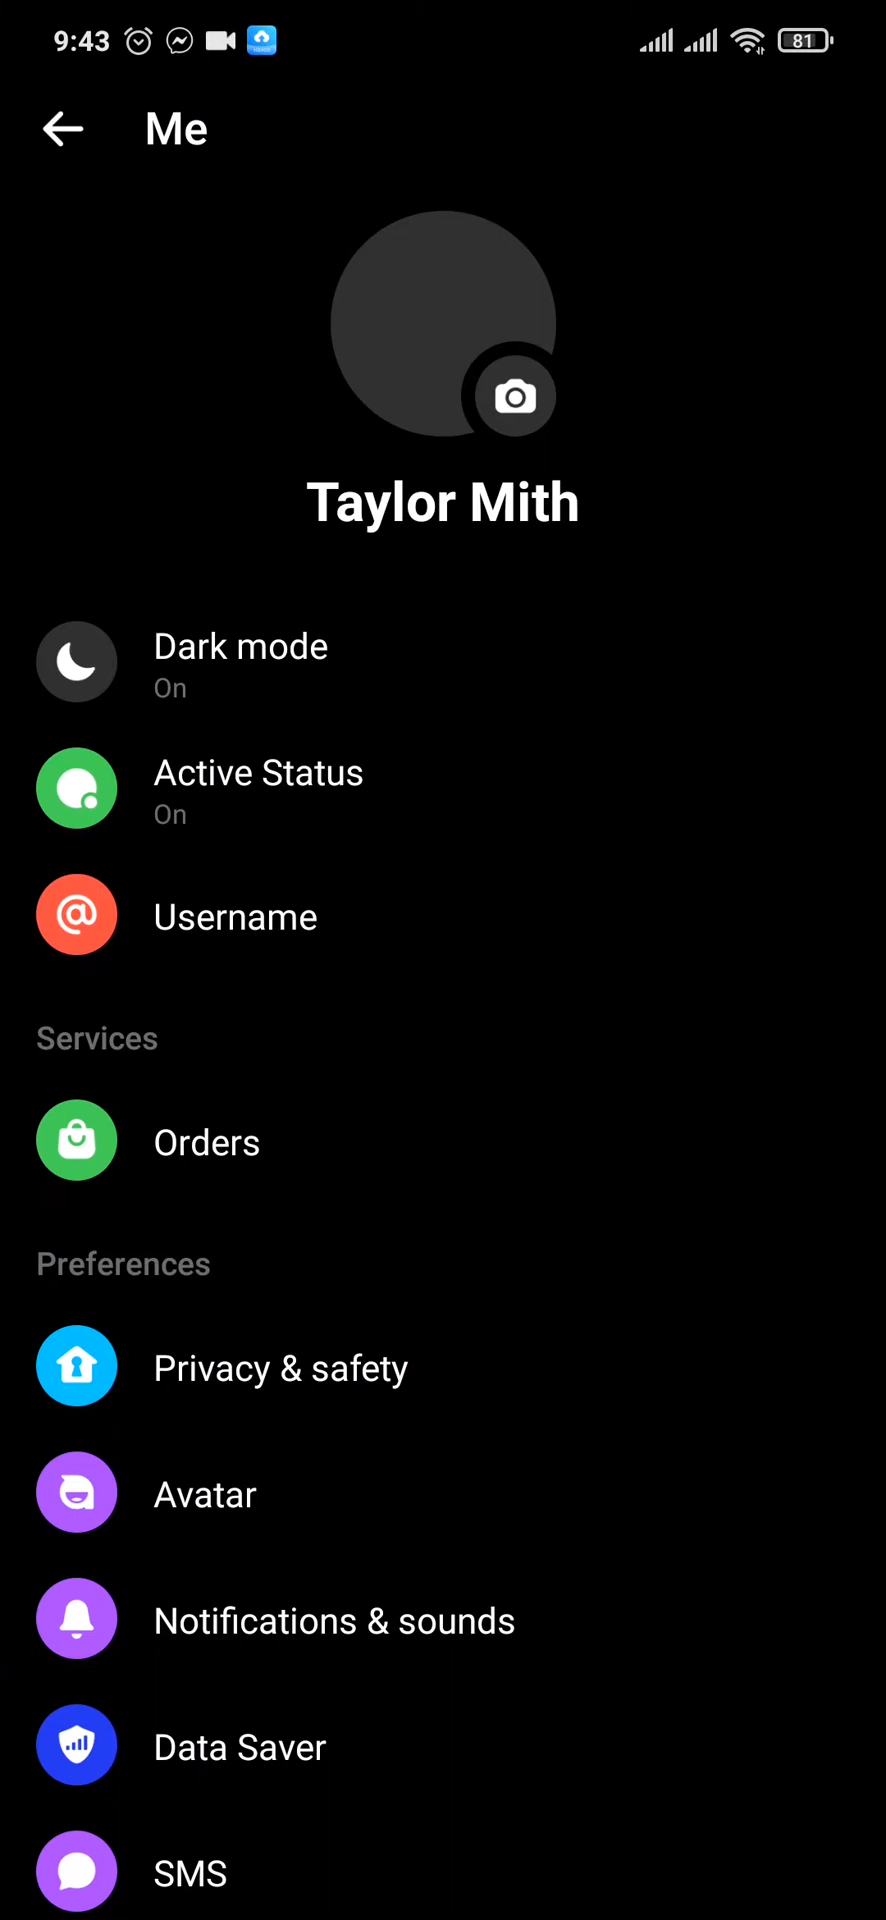 9:43
81
Me
Taylor Mith
Dark mode
On
Active Status
On
Username
Services
Orders
Preferences
Privacy & safety
Avatar
Notifications & sounds
Data Saver
SMS